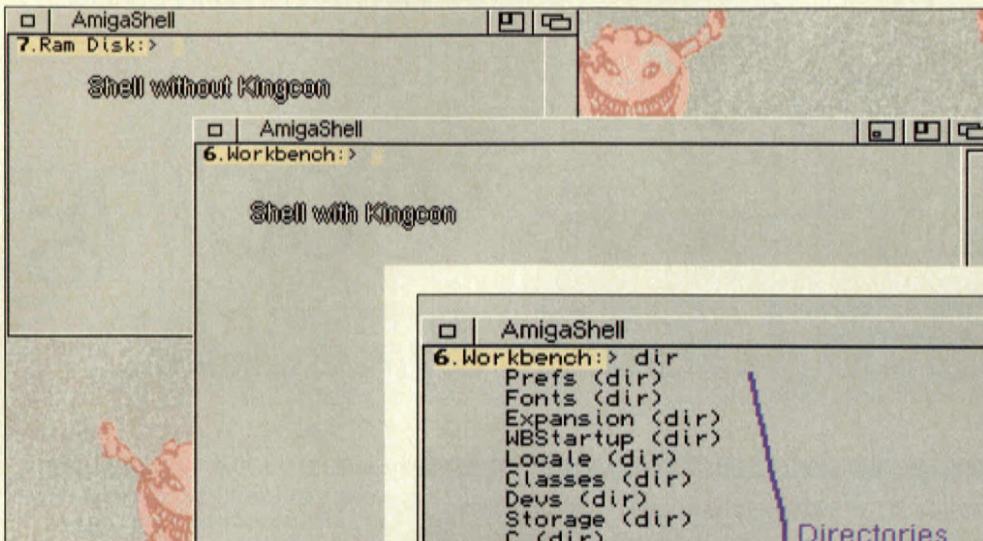 AmigaShell
7.Ram Disk:>
Shell without Kingcon
AmigaShell
6.Workbench:>
Shell with Kingcon
AmigaShell
6.Workbench:> dir
Prefs (dir)
Fonts (dir)
Expansion (dir)
WBStartup (dir)
Locale (dir)
Classes (dir)
Devs (dir)
Storage (dir)
C (dir)
Directories